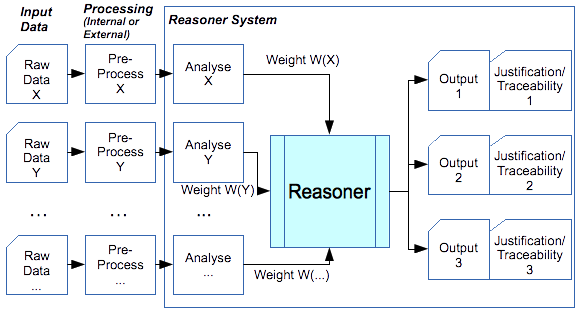 Input
Data
Processing
(Internal or
External)
Reasoner System
Raw
Data
X
Pre-
Process
X
Analyse
X
Weight W(X)
Output
1
Justification/
Traceability
1
Raw
Data
Y
Pre-
Process
Y
Analyse
Y
Weight W(Y)
Reasoner
Output
2
Justification/
Traceability
2
...
...
...
Raw
Data
...
Pre-
Process
...
Analyse
...
Weight W(...)
Output
3
Justification/
Traceability
3